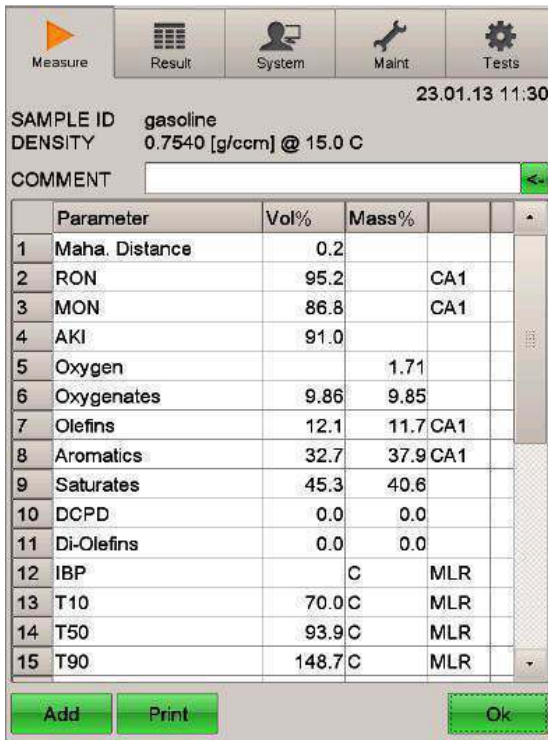 Measure Result System Maint Tests
23.01.13 11:30
SAMPLE ID gasoline
DENSITY 0.7540 [g/ccm] @ 15.0 C
COMMENT <-
Parameter Vol% Mass%
1 Maha. Distance 0.2
2 RON 95.2 CA1
3 MON 86.8 CA1
4 AKI 91.0
5 Oxygen 1.71
6 Oxygenates 9.86 9.85
7 Olefins 12.1 11.7 CA1
8 Aromatics 32.7 37.9 CA1
9 Saturates 45.3 40.6
10 DCPD 0.0 0.0
11 Di-Olefins 0.0 0.0
12 IBP C MLR
13 T10 70.0 C MLR
14 T50 93.9 C MLR
15 T90 148.7 C MLR
Add Print Ok